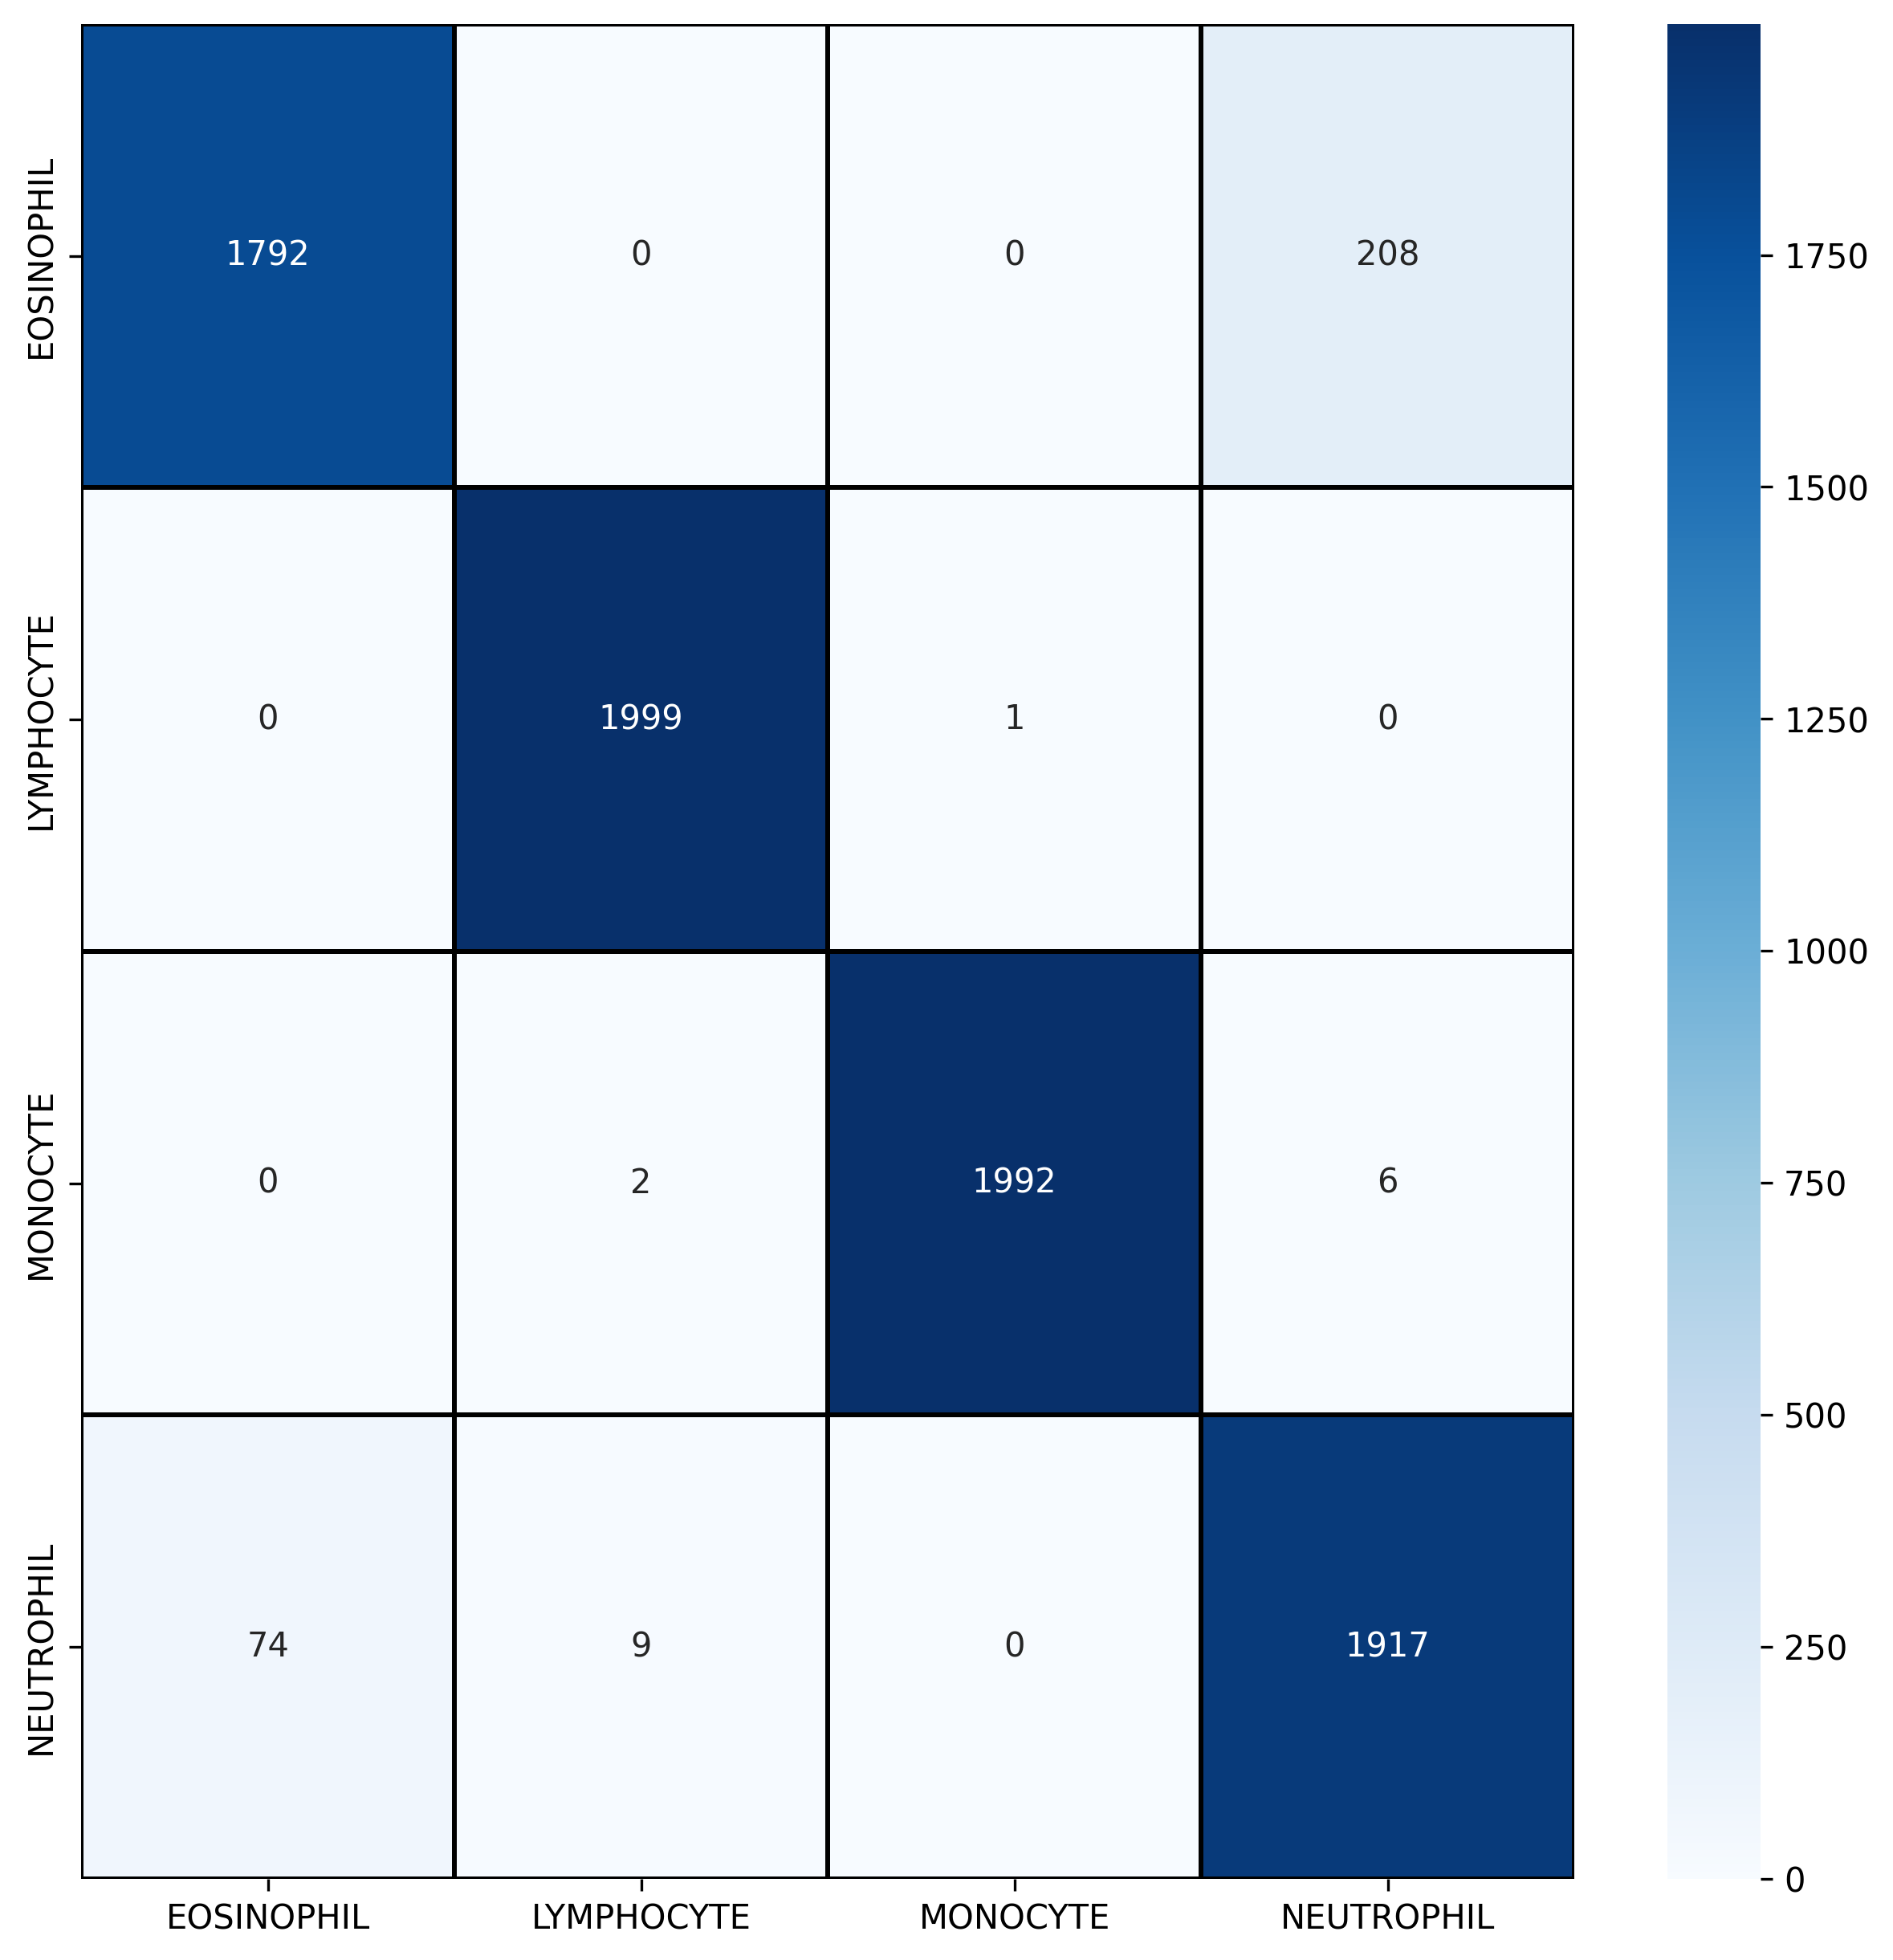 EOSINOPHIL 1792 0 0 208
LYMPHOCYTE 0 1999 1 0
MONOCYTE 0 2 1992 6
NEUTROPHIL 74 9 0 1917
EOSINOPHIL LYMPHOCYTE MONOCYTE NEUTROPHIL
1750
1500
1250
1000
750
500
250
0